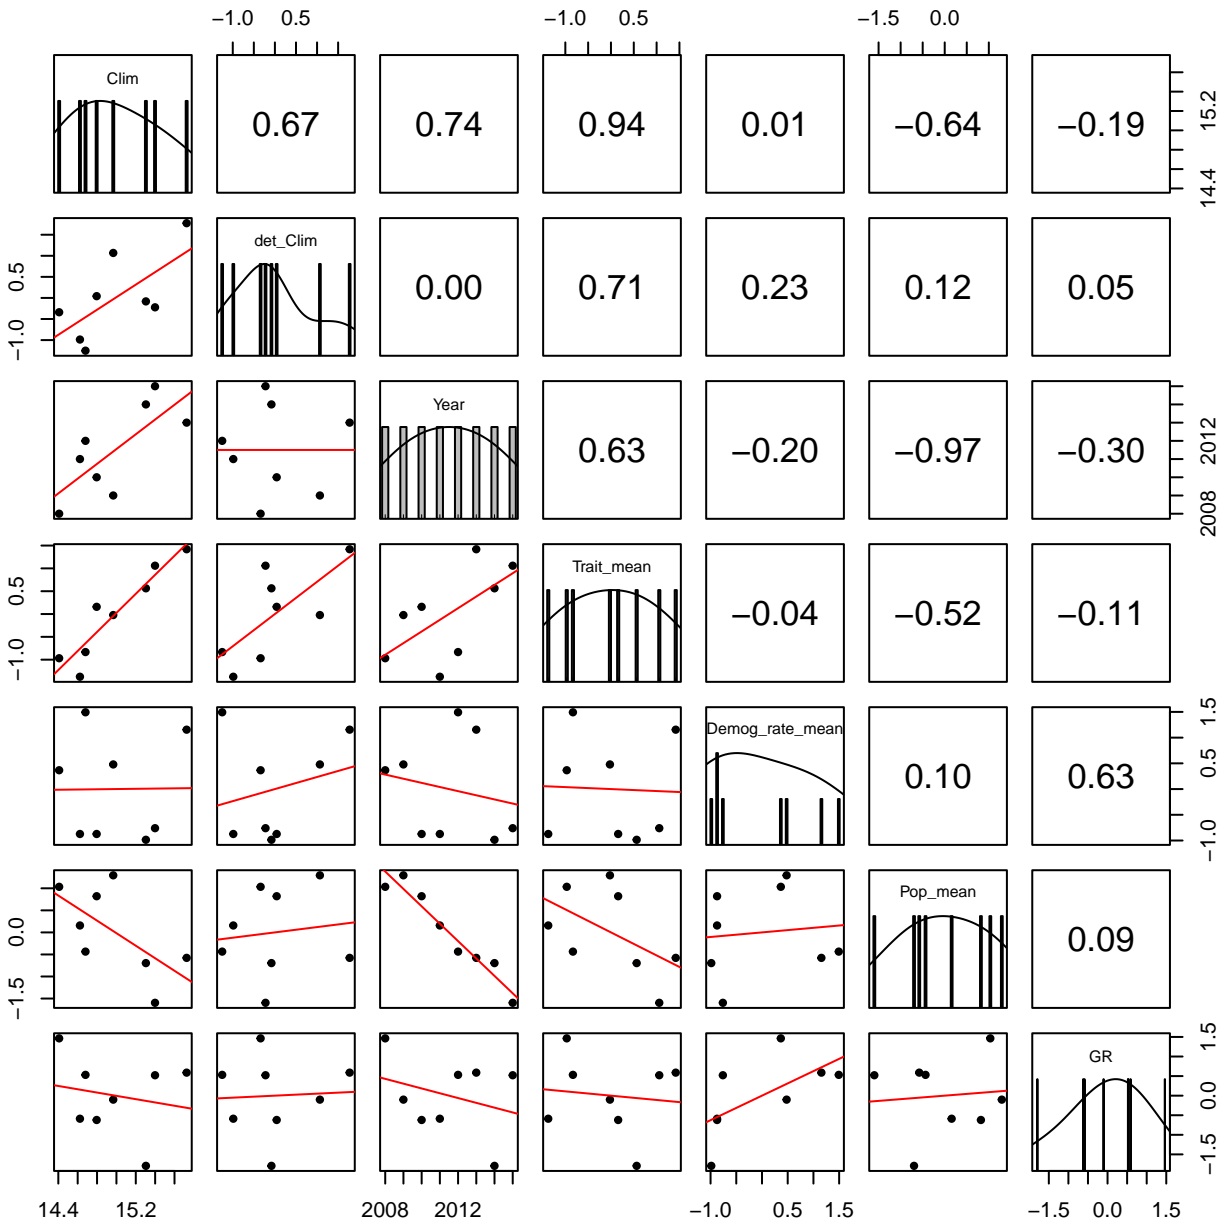 −1.0 0.5 −1.0 0.5 −1.5 0.0
Clim 0.67 0.74 0.94 0.01 −0.64 −0.19 14.4 15.2
−1.0 0.5 det_Clim 0.00 0.71 0.23 0.12 0.05
Year 0.63 −0.20 −0.97 −0.30 2008 2012
−1.0 0.5 Trait_mean −0.04 −0.52 −0.11
Demog_rate_mean 0.10 0.63 −1.0 0.5 1.5
−1.5 0.0 Pop_mean 0.09
GR −1.5 0.0 1.5
14.4 15.2 2008 2012 −1.0 0.5 1.5 −1.5 0.0 1.5